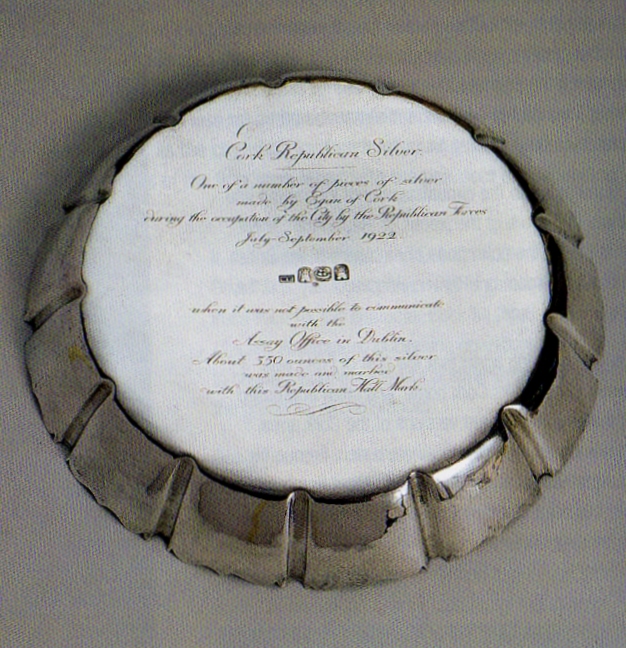 Cork Republican Silver
One of a number of pieces of silver
made by Egan of Cork
during the occupation of the City by the Republican Forces
July-September 1922.
when it was not possible to communicate
with the
Assay Office in Dublin.
About 330 ounces of this silver
was made and marked
with this Republican Hall-Mark.